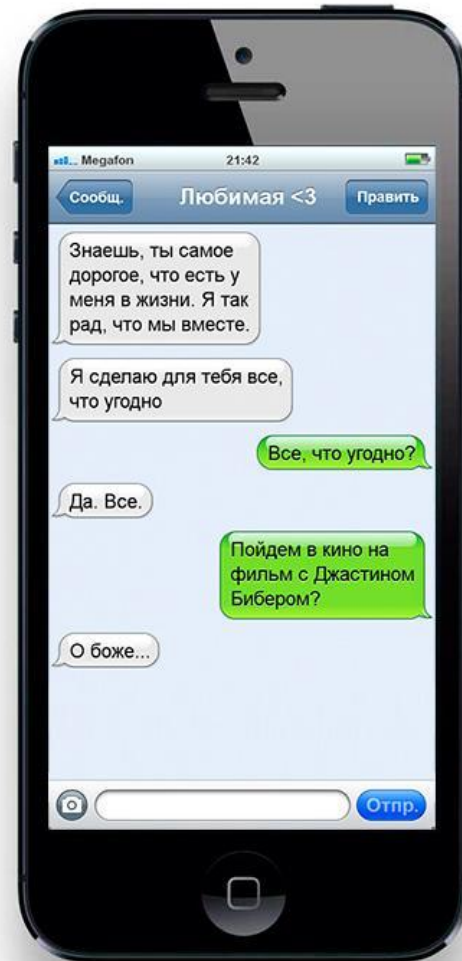 Megafon 21:42
Сообщ. Любимая <3 Править
Знаешь, ты самое
дорогое, что есть у
меня в жизни. Я так
рад, что мы вместе.
Я сделаю для тебя все,
что угодно
Все, что угодно?
Да. Все.
Пойдем в кино на
фильм с Джастином
Бибером?
О боже...
Отпр.